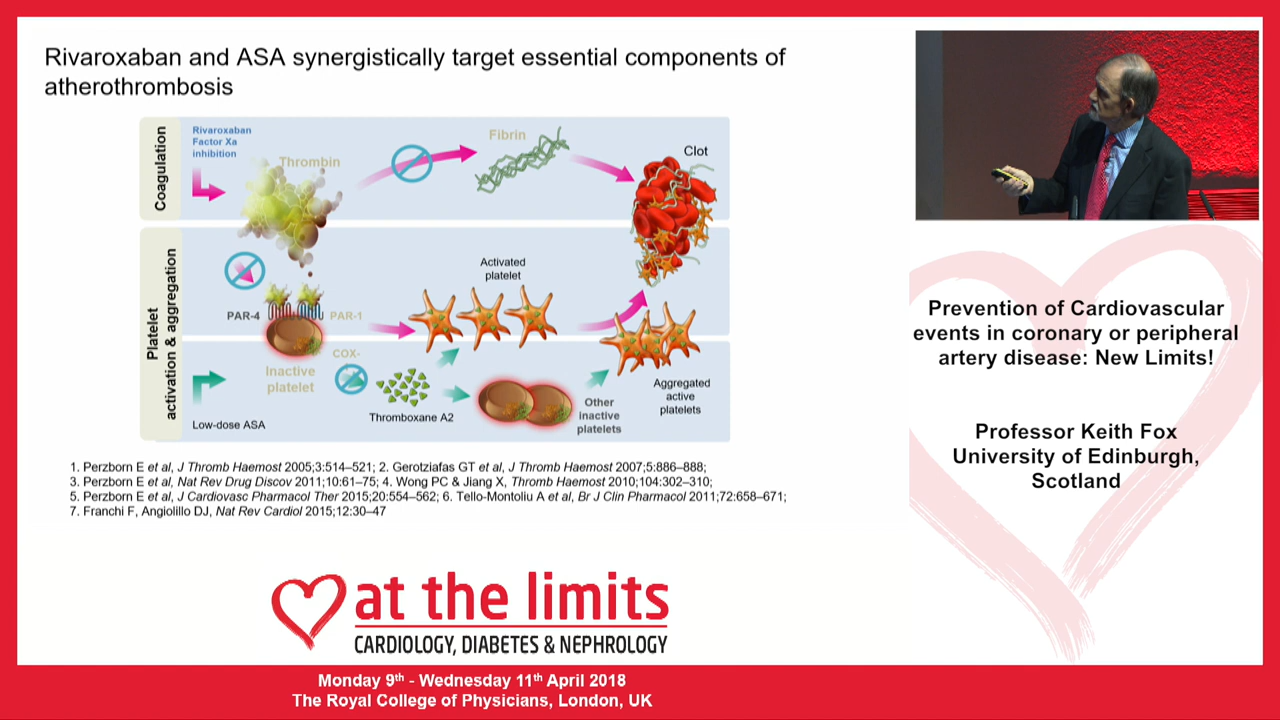 Rivaroxaban and ASA synergistically target essential components of
atherothrombosis
Coagulation
Rivaroxaban
Factor Xa
inhibition
Thrombin
Fibrin
Clot
Platelet
activation & aggregation
PAR-4
PAR-1
Activated
platelet
Inactive
platelet
COX-
Low-dose ASA
Thromboxane A2
Other
inactive
platelets
Aggregated
active
platelets
1. Perzborn E et al, J Thromb Haemost 2005;3:514–521; 2. Gerotziafas GT et al, J Thromb Haemost 2007;5:886–888;
3. Perzborn E et al, Nat Rev Drug Discov 2011;10:61–75; 4. Wong PC & Jiang X, Thromb Haemost 2010;104:302–310;
5. Perzborn E et al, J Cardiovasc Pharmacol Ther 2015;20:554–562; 6. Tello-Montoliu A et al, Br J Clin Pharmacol 2011;72:658–671;
7. Franchi F, Angiolillo DJ, Nat Rev Cardiol 2015;12:30–47
Prevention of Cardiovascular
events in coronary or peripheral
artery disease: New Limits!
Professor Keith Fox
University of Edinburgh,
Scotland
at the limits
CARDIOLOGY, DIABETES & NEPHROLOGY
Monday 9th - Wednesday 11th April 2018
The Royal College of Physicians, London, UK